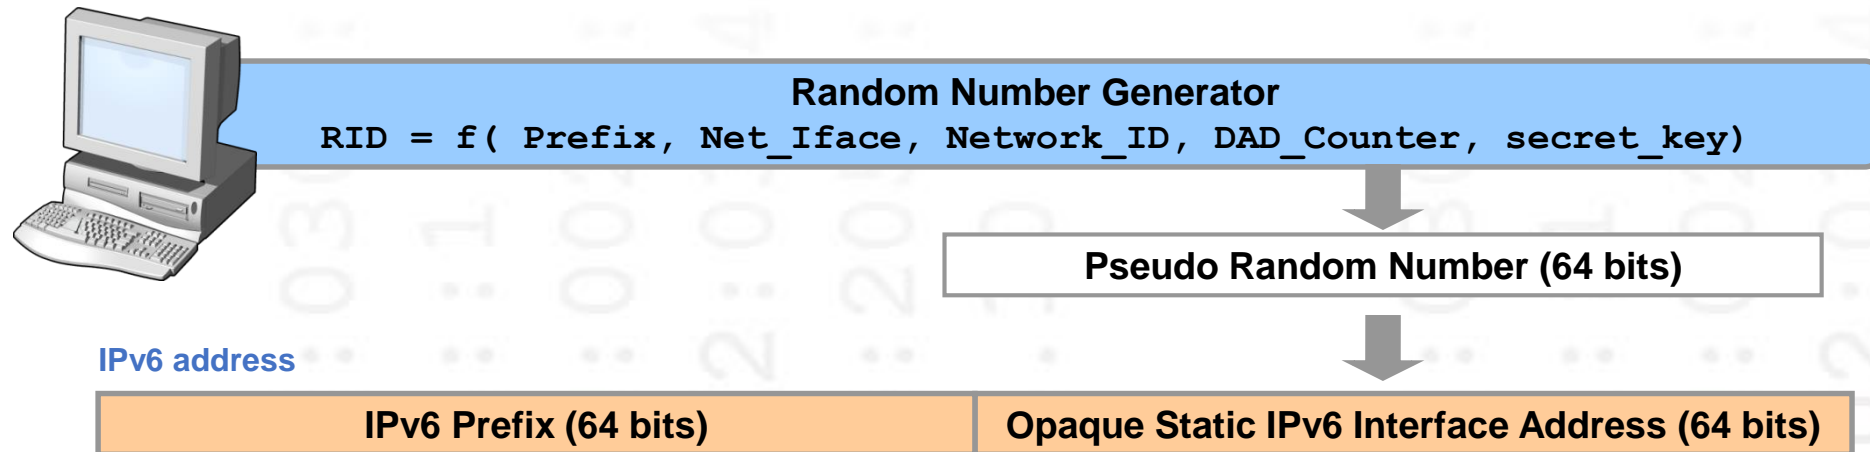 Random Number Generator
RID = f( Prefix, Net_Iface, Network_ID, DAD_Counter, secret_key)
Pseudo Random Number (64 bits)
IPv6 address
IPv6 Prefix (64 bits)
Opaque Static IPv6 Interface Address (64 bits)